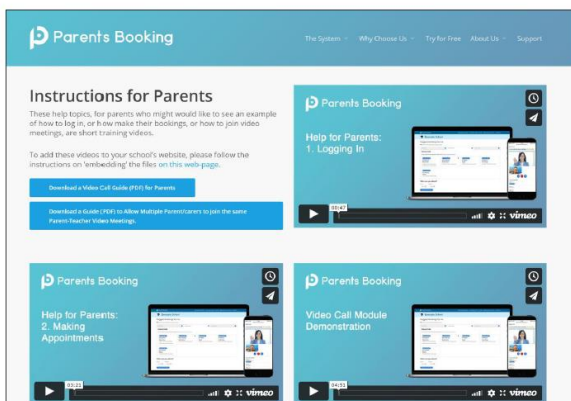 Parents Booking
The System
Why Choose Us
Try for Free
About Us
Support
Instructions for Parents
These help topics, for parents who might would like to see an example
of how to log in, or how make their bookings, or how to join video
meetings, are short training videos.
To add these videos to your school's website, please follow the
instructions on 'embedding' the files on this web-page.
Download a Video Call Guide (PDF) for Parents
Download a Guide (PDF) to Allow Multiple Parent/carers to join the same
Parent-Teacher Video Meetings.
Parents Booking
Help for Parents:
1. Logging In
00:47
vimeo
Parents Booking
Help for Parents:
2. Making
Appointments
03:21
vimeo
Parents Booking
Video Call Module
Demonstration
04:51
vimeo